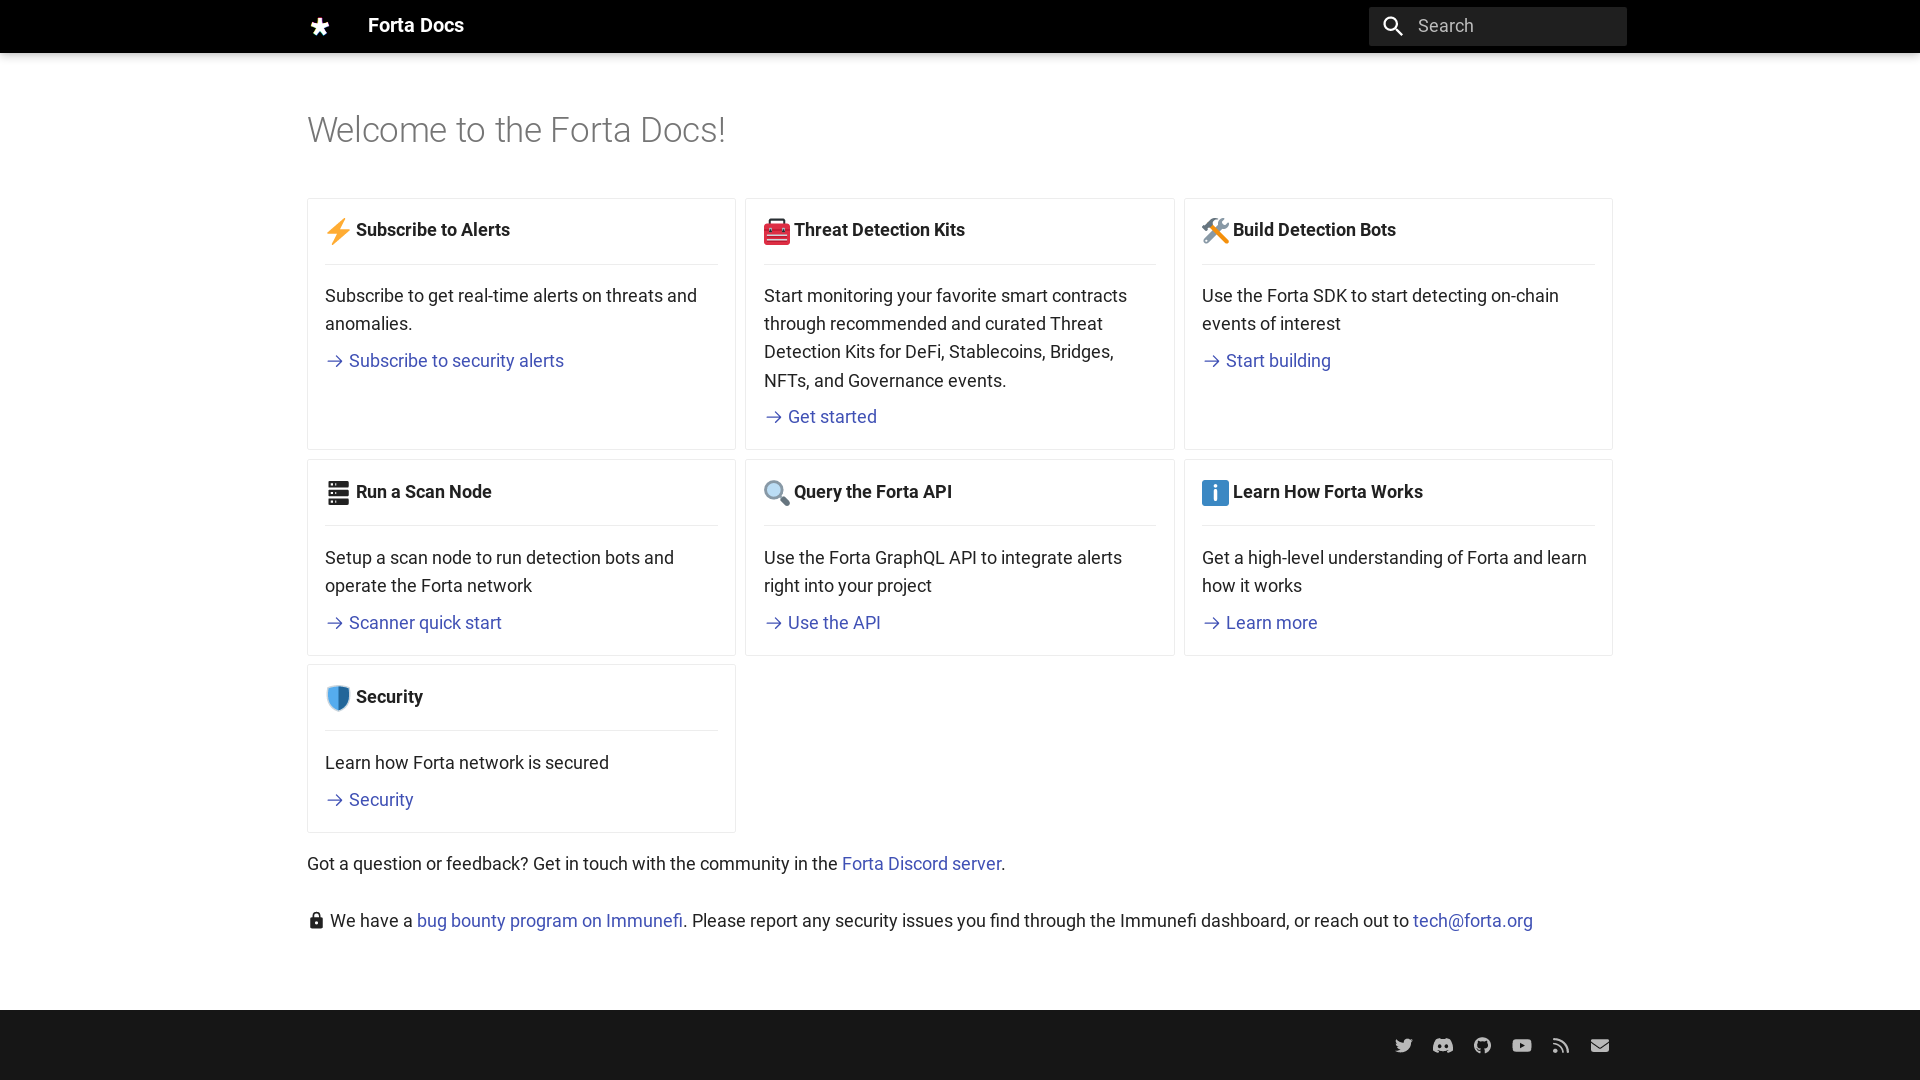 Forta Docs
Search
Welcome to the Forta Docs!
Subscribe to Alerts
Subscribe to get real-time alerts on threats and
anomalies.
Subscribe to security alerts
Threat Detection Kits
Start monitoring your favorite smart contracts
through recommended and curated Threat
Detection Kits for DeFi, Stablecoins, Bridges,
NFTs, and Governance events.
Get started
Build Detection Bots
Use the Forta SDK to start detecting on-chain
events of interest
Start building
Run a Scan Node
Setup a scan node to run detection bots and
operate the Forta network
Scanner quick start
Query the Forta API
Use the Forta GraphQL API to integrate alerts
right into your project
Use the API
Learn How Forta Works
Get a high-level understanding of Forta and learn
how it works
Learn more
Security
Learn how Forta network is secured
Security
Got a question or feedback? Get in touch with the community in the Forta Discord server.
We have a bug bounty program on Immunefi. Please report any security issues you find through the Immunefi dashboard, or reach out to tech@forta.org